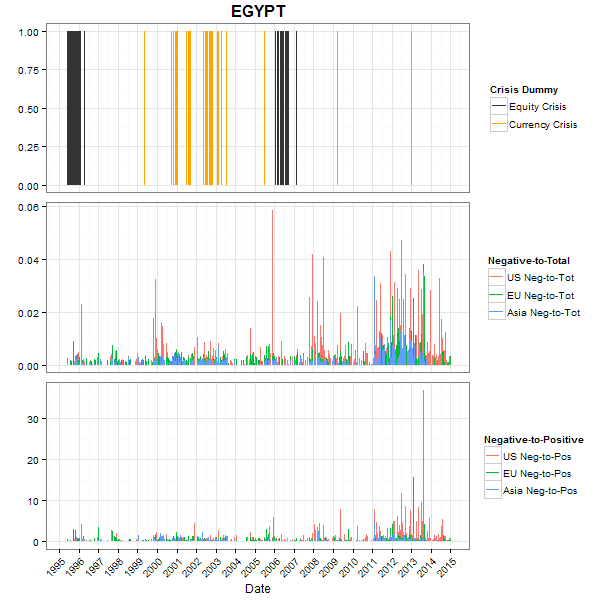 EGYPT
1.00
0.75
0.50
0.25
0.00
Crisis Dummy
Equity Crisis
Currency Crisis
0.06
0.04
0.02
0.00
Negative-to-Total
US Neg-to-Tot
EU Neg-to-Tot
Asia Neg-to-Tot
30
20
10
0
Negative-to-Positive
US Neg-to-Pos
EU Neg-to-Pos
Asia Neg-to-Pos
1995 1996 1997 1998 1999 2000 2001 2002 2003 2004 2005 2006 2007 2008 2009 2010 2011 2012 2013 2014 2015
Date